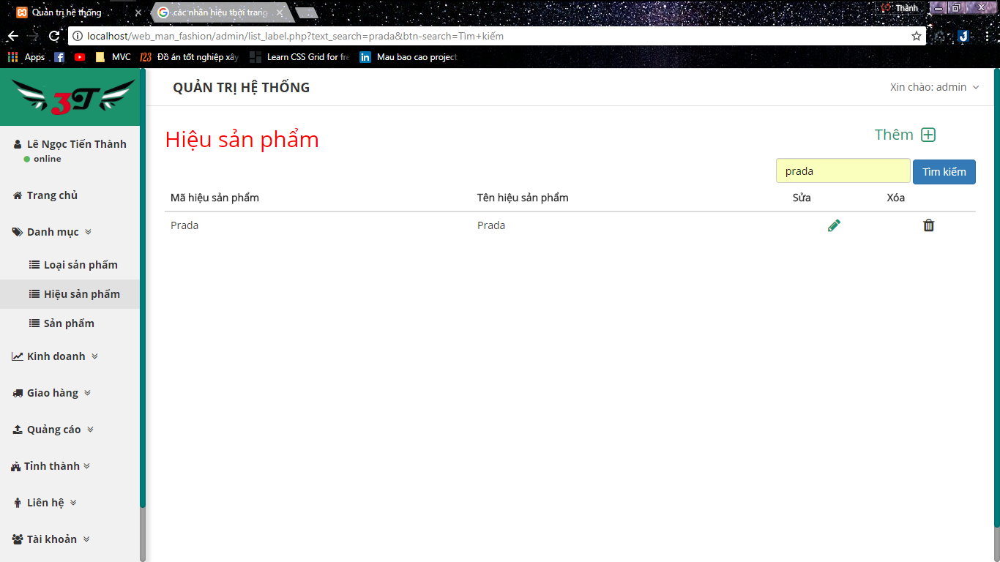 Quản trị hệ thống
các nhãn hiệu thời trang
Thành
localhost/web_man_fashion/admin/list_label.php?text_search=prada&btn-search=Tìm+kiếm
Apps MVC 123 Đồ án tốt nghiệp xây Learn CSS Grid for fre in Mau bao cao project
3T
QUẢN TRỊ HỆ THỐNG
Xin chào: admin
Lê Ngọc Tiến Thành
online
Trang chủ
Danh mục
Loại sản phẩm
Hiệu sản phẩm
Sản phẩm
Kinh doanh
Giao hàng
Quảng cáo
Tỉnh thành
Liên hệ
Tài khoản
Hiệu sản phẩm
Thêm
prada Tìm kiếm
Mã hiệu sản phẩm Tên hiệu sản phẩm Sửa Xóa
Prada Prada